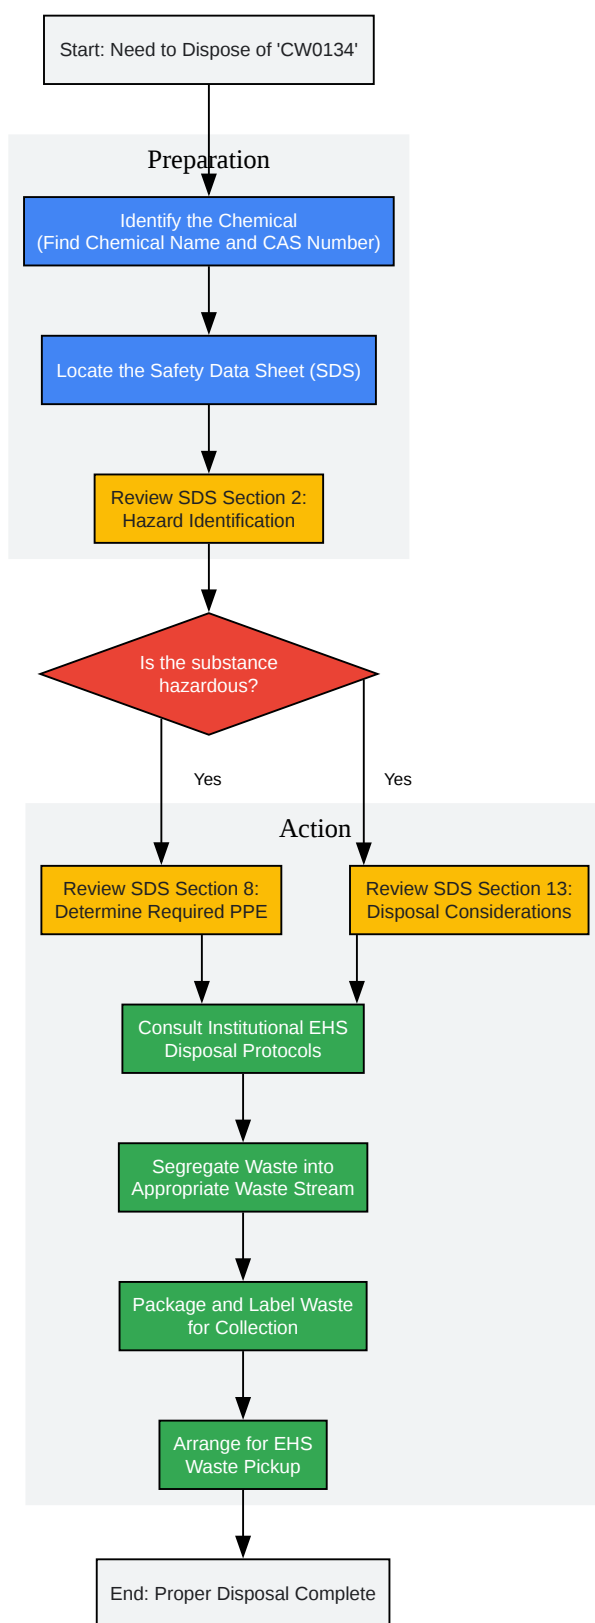 Start: Need to Dispose of 'CW0134'
Preparation
Identify the Chemical
(Find Chemical Name and CAS Number)
Locate the Safety Data Sheet (SDS)
Review SDS Section 2:
Hazard Identification
Is the substance
hazardous?
Yes
Yes
Action
Review SDS Section 8:
Determine Required PPE
Review SDS Section 13:
Disposal Considerations
Consult Institutional EHS
Disposal Protocols
Segregate Waste into
Appropriate Waste Stream
Package and Label Waste
for Collection
Arrange for EHS
Waste Pickup
End: Proper Disposal Complete